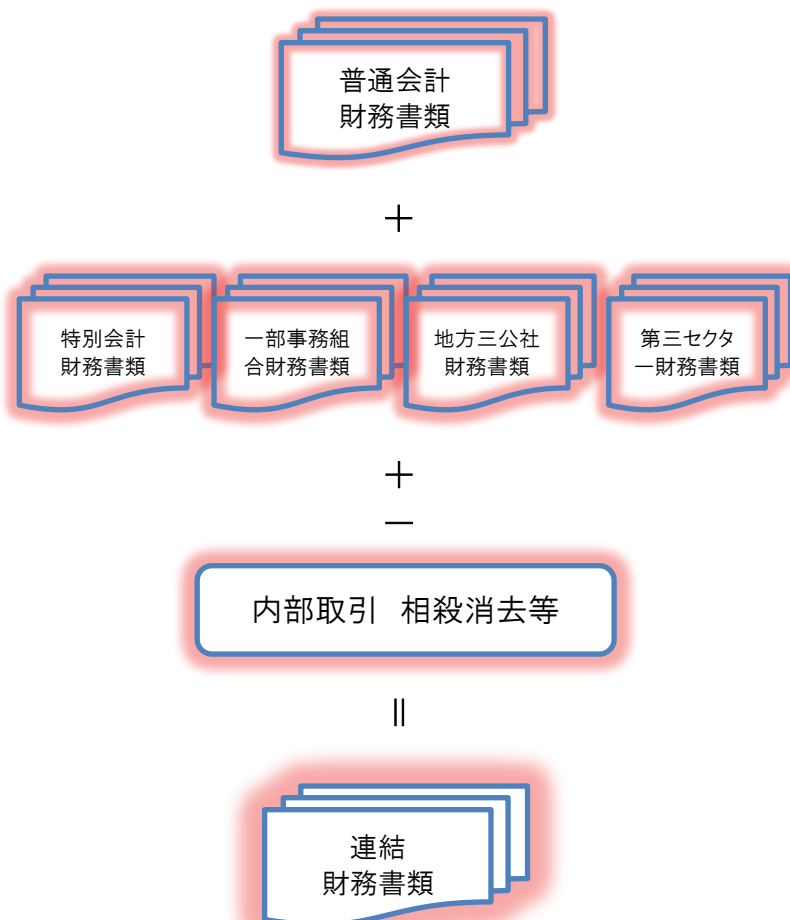 普通会計
財務書類
＋
特別会計
財務書類
一部事務組
合財務書類
地方三公社
財務書類
第三セクタ
ー財務書類
＋
－
内部取引　相殺消去等
＝
連結
財務書類